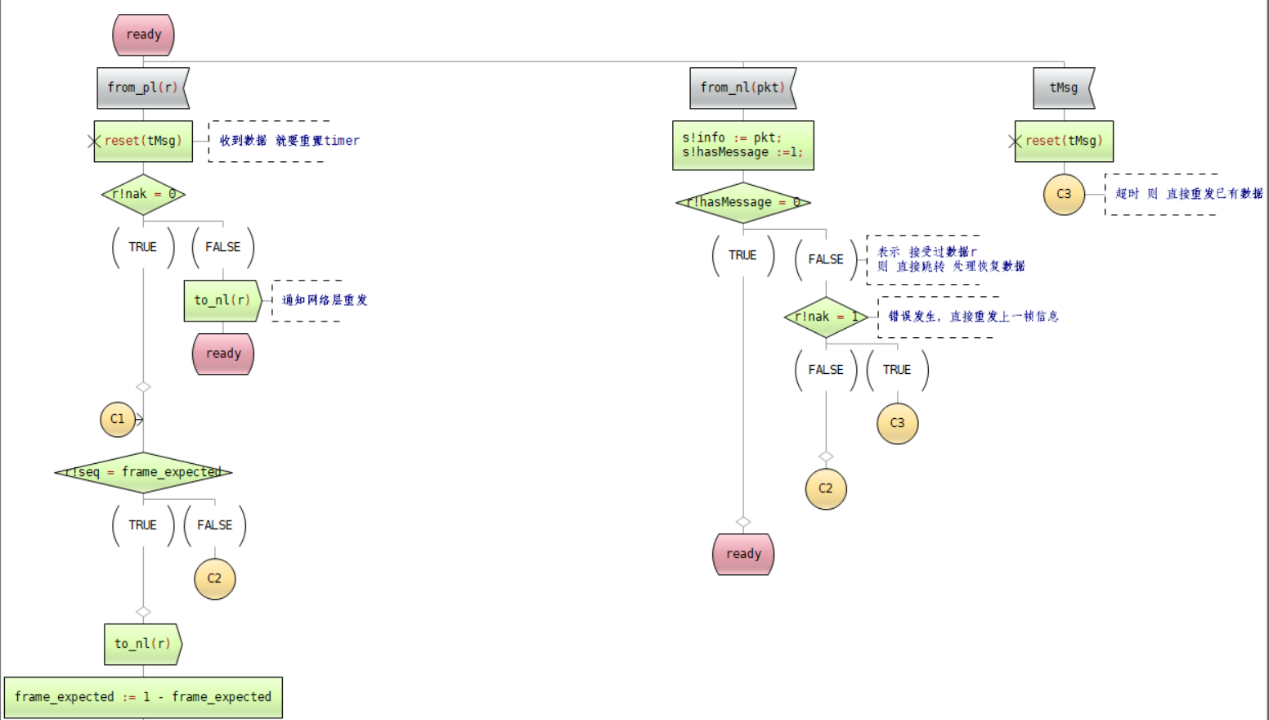 ready
from_pl(r)
from_nl(pkt)
tMsg
reset(tMsg)
收到数据 就要重置timer
s!info := pkt;
s!hasMessage :=1;
reset(tMsg)
r!nak = 0
r!hasMessage = 0
C3
超时 则 直接重发已有数据
TRUE
FALSE
TRUE
FALSE
表示 接受过数据r
则 直接跳转 处理恢复数据
to_nl(r)
通知网络层重发
r!nak = 1
错误发生, 直接重发上一帧信息
ready
FALSE
TRUE
C1
C3
r!seq = frame_expected
C2
TRUE
FALSE
ready
C2
to_nl(r)
frame_expected := 1 - frame_expected